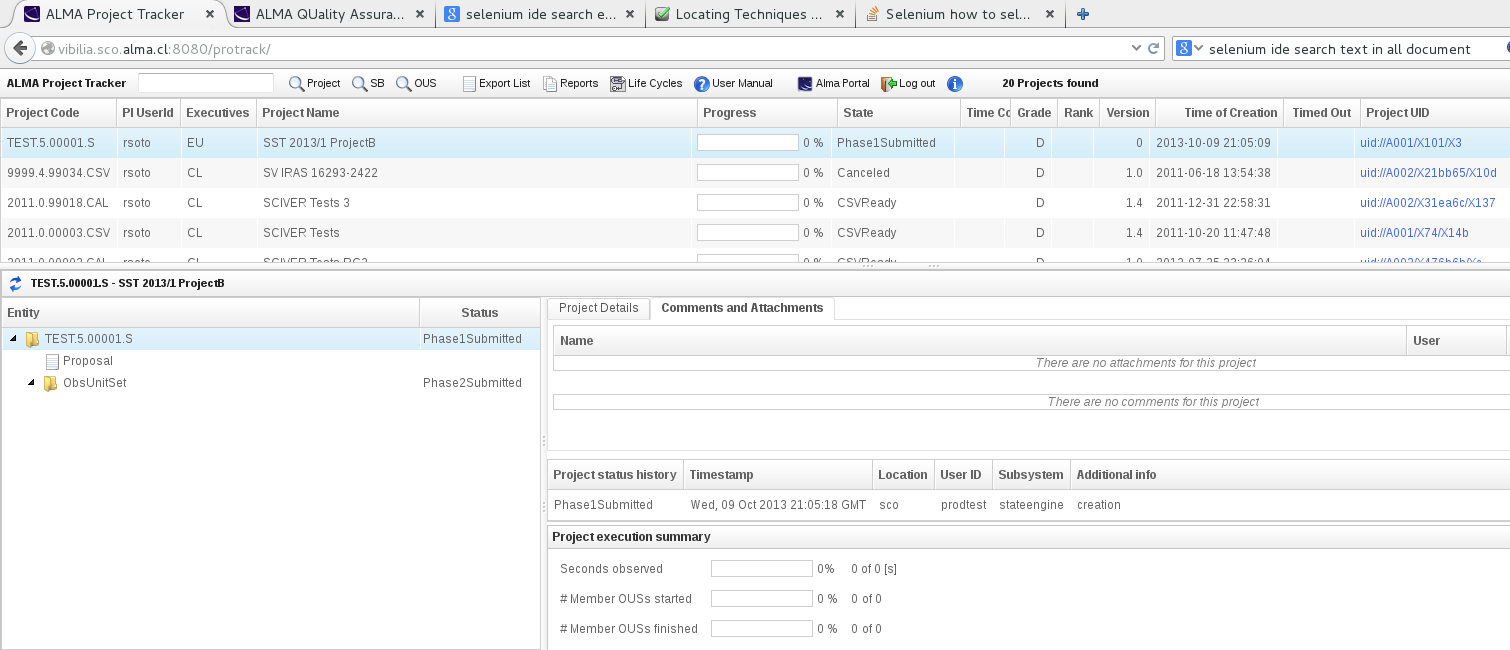 ALMA Project Tracker
ALMA QUality Assura...
selenium ide search e...
Locating Techniques ...
Selenium how to sel...
vibilia.sco.alma.cl:8080/protrack/
selenium ide search text in all document
ALMA Project Tracker Project SB OUS Export List Reports Life Cycles User Manual Alma Portal Log out 20 Projects found
Project Code PI UserId Executives Project Name Progress State Time Co Grade Rank Version Time of Creation Timed Out Project UID
TEST.5.00001.S rsoto EU SST 2013/1 ProjectB 0 % Phase1Submitted D 0 2013-10-09 21:05:09 uid://A001/X101/X3
9999.4.99034.CSV rsoto CL SV IRAS 16293-2422 0 % Canceled D 1.0 2011-06-18 13:54:38 uid://A002/X21bb65/X10d
2011.0.99018.CAL rsoto CL SCIVER Tests 3 0 % CSVReady D 1.4 2011-12-31 22:58:31 uid://A002/X31ea6c/X137
2011.0.00003.CSV rsoto CL SCIVER Tests 0 % CSVReady D 1.4 2011-10-20 11:47:48 uid://A001/X74/X14b
TEST.5.00001.S - SST 2013/1 ProjectB
Entity Status
TEST.5.00001.S Phase1Submitted
Proposal
ObsUnitSet Phase2Submitted
Project Details Comments and Attachments
Name User
There are no attachments for this project
There are no comments for this project
Project status history Timestamp Location User ID Subsystem Additional info
Phase1Submitted Wed, 09 Oct 2013 21:05:18 GMT sco prodtest stateengine creation
Project execution summary
Seconds observed 0% 0 of 0 [s]
# Member OUSs started 0 % 0 of 0
# Member OUSs finished 0 % 0 of 0